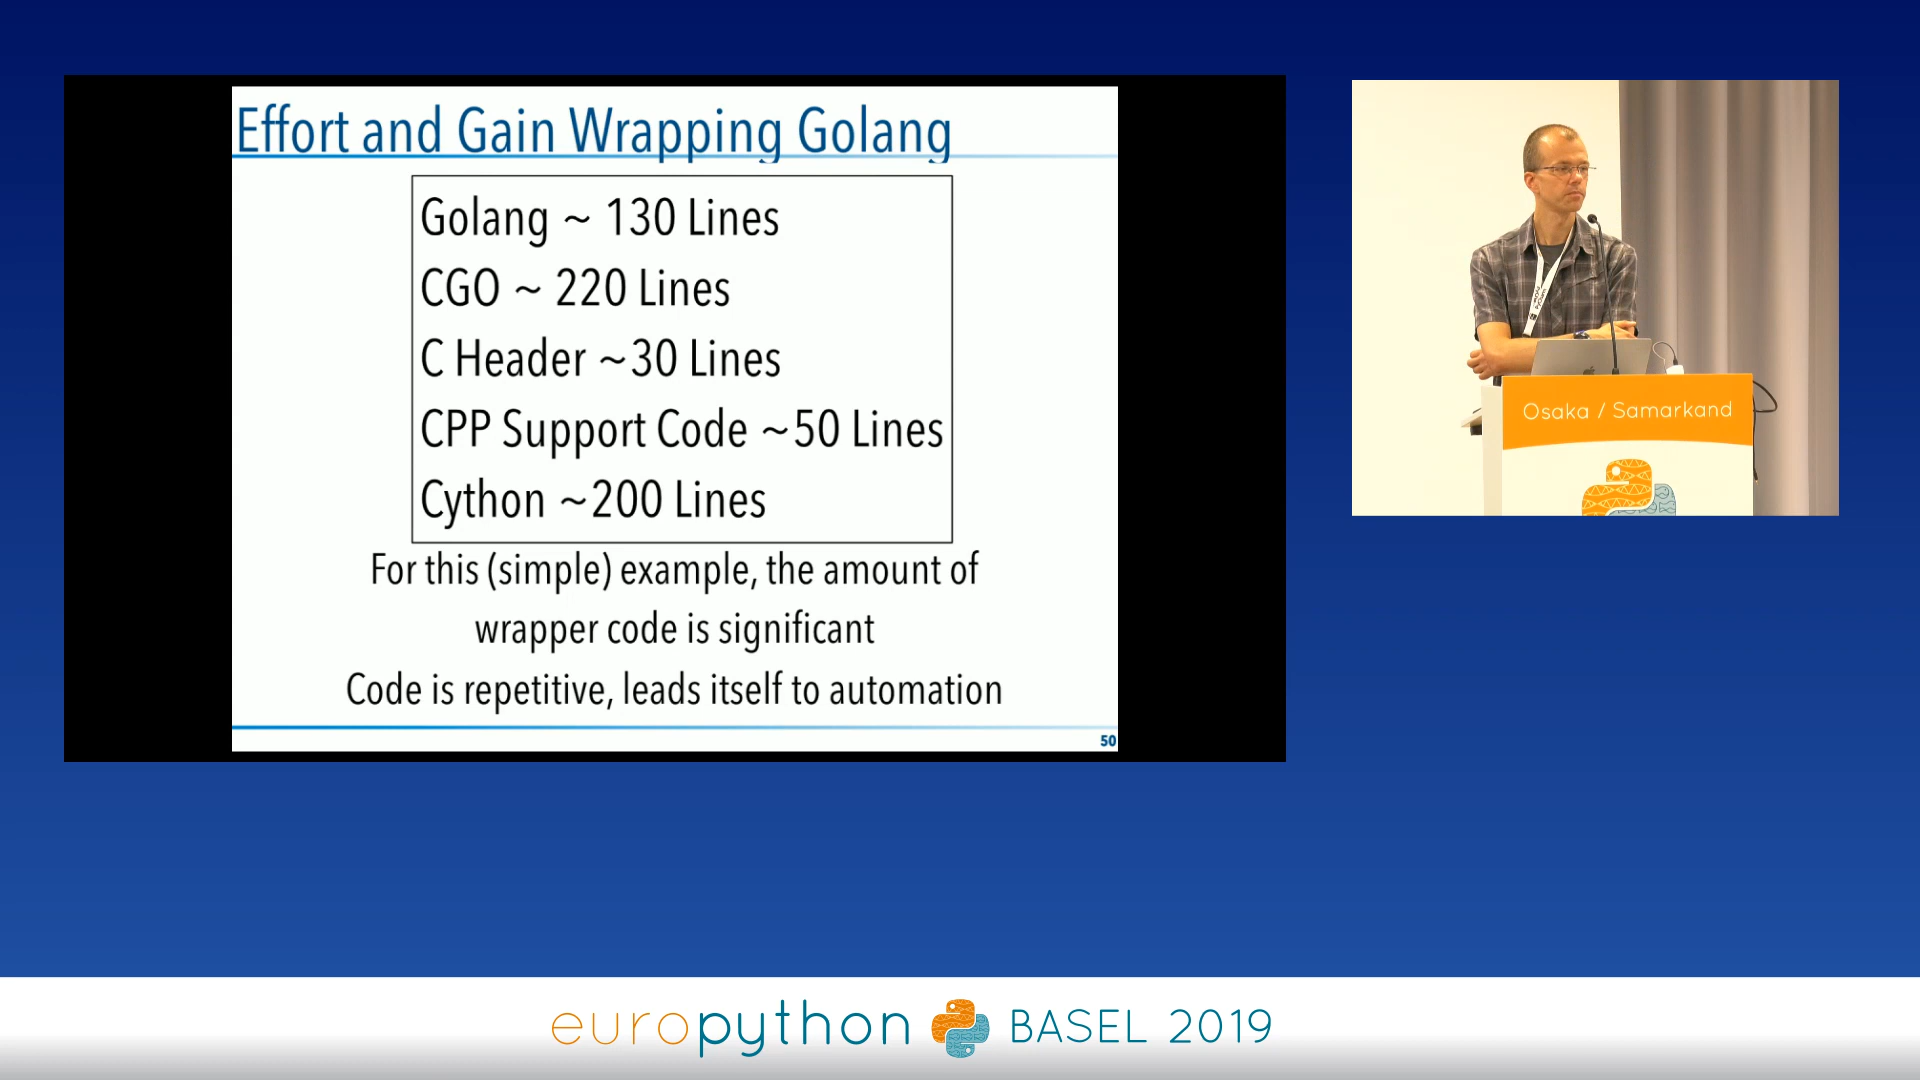 Effort and Gain Wrapping Golang
Golang ~ 130 Lines
CGO ~ 220 Lines
C Header ~30 Lines
CPP Support Code ~50 Lines
Cython ~200 Lines
For this (simple) example, the amount of
wrapper code is significant
Code is repetitive, leads itself to automation
50
Osaka / Samarkand
europython BASEL 2019